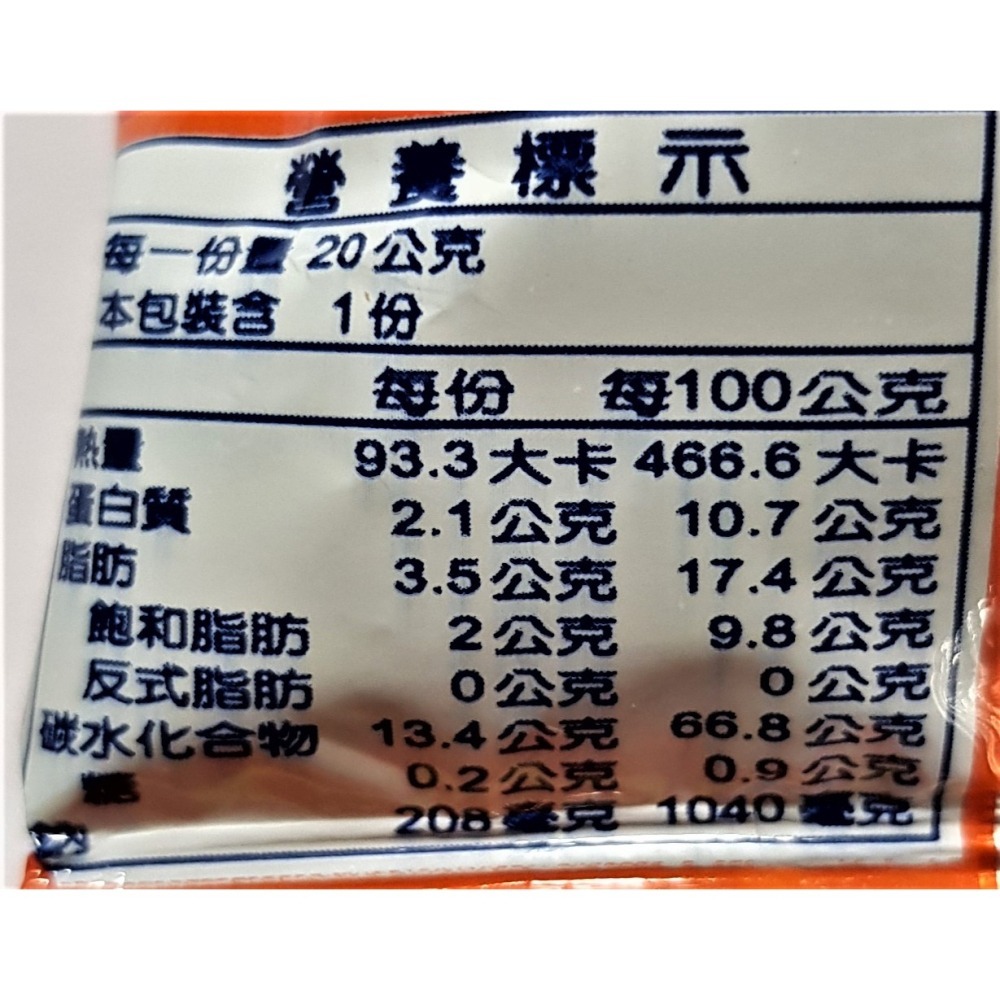 營養標示
每一份量 20公克
本包裝含 1份
每份 每100公克
熱量 93.3大卡 466.6大卡
蛋白質 2.1公克 10.7公克
脂肪 3.5公克 17.4公克
飽和脂肪 2公克 9.8公克
反式脂肪 0公克 0公克
碳水化合物 13.4公克 66.8公克
糖 0.2公克 0.9公克
鈉 208毫克 1040毫克